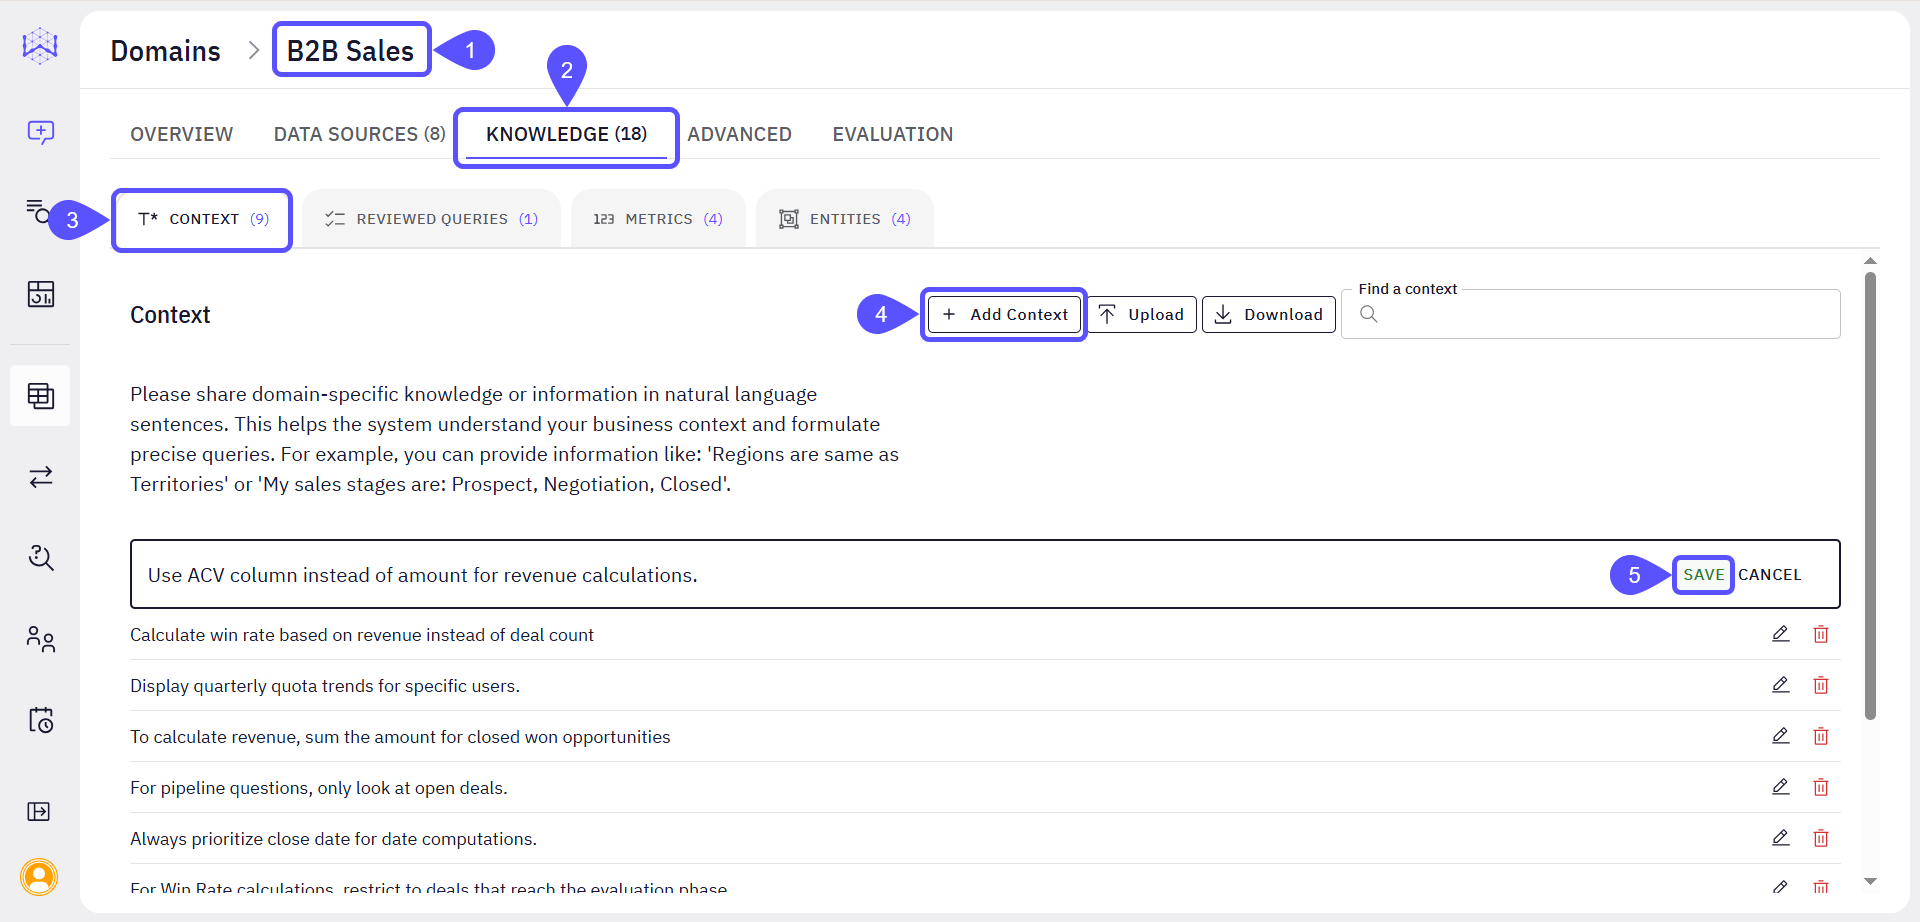 Domains > B2B Sales 1
2
OVERVIEW DATA SOURCES (8) KNOWLEDGE (18) ADVANCED EVALUATION
3 T* CONTEXT (9) REVIEWED QUERIES (1) 123 METRICS (4) ENTITIES (4)
Find a context
Context 4 + Add Context Upload Download
Please share domain-specific knowledge or information in natural language
sentences. This helps the system understand your business context and formulate
precise queries. For example, you can provide information like: 'Regions are same as
Territories' or 'My sales stages are: Prospect, Negotiation, Closed'.
Use ACV column instead of amount for revenue calculations. 5 SAVE CANCEL
Calculate win rate based on revenue instead of deal count
Display quarterly quota trends for specific users.
To calculate revenue, sum the amount for closed won opportunities
For pipeline questions, only look at open deals.
Always prioritize close date for date computations.
For Win Rate calculations, restrict to deals that reach the evaluation phase